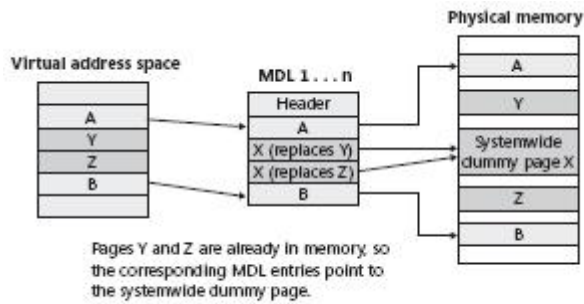 Physical memory
Virtual address space
MDL 1 . . . n
A
Y
Z
B
Header
A
X (replaces Y)
X (replaces Z)
B
A
Y
Systemwide
dummy page X
Z
B
Pages Y and Z are already in memory, so
the corresponding MDL entries point to
the systemwide dummy page.